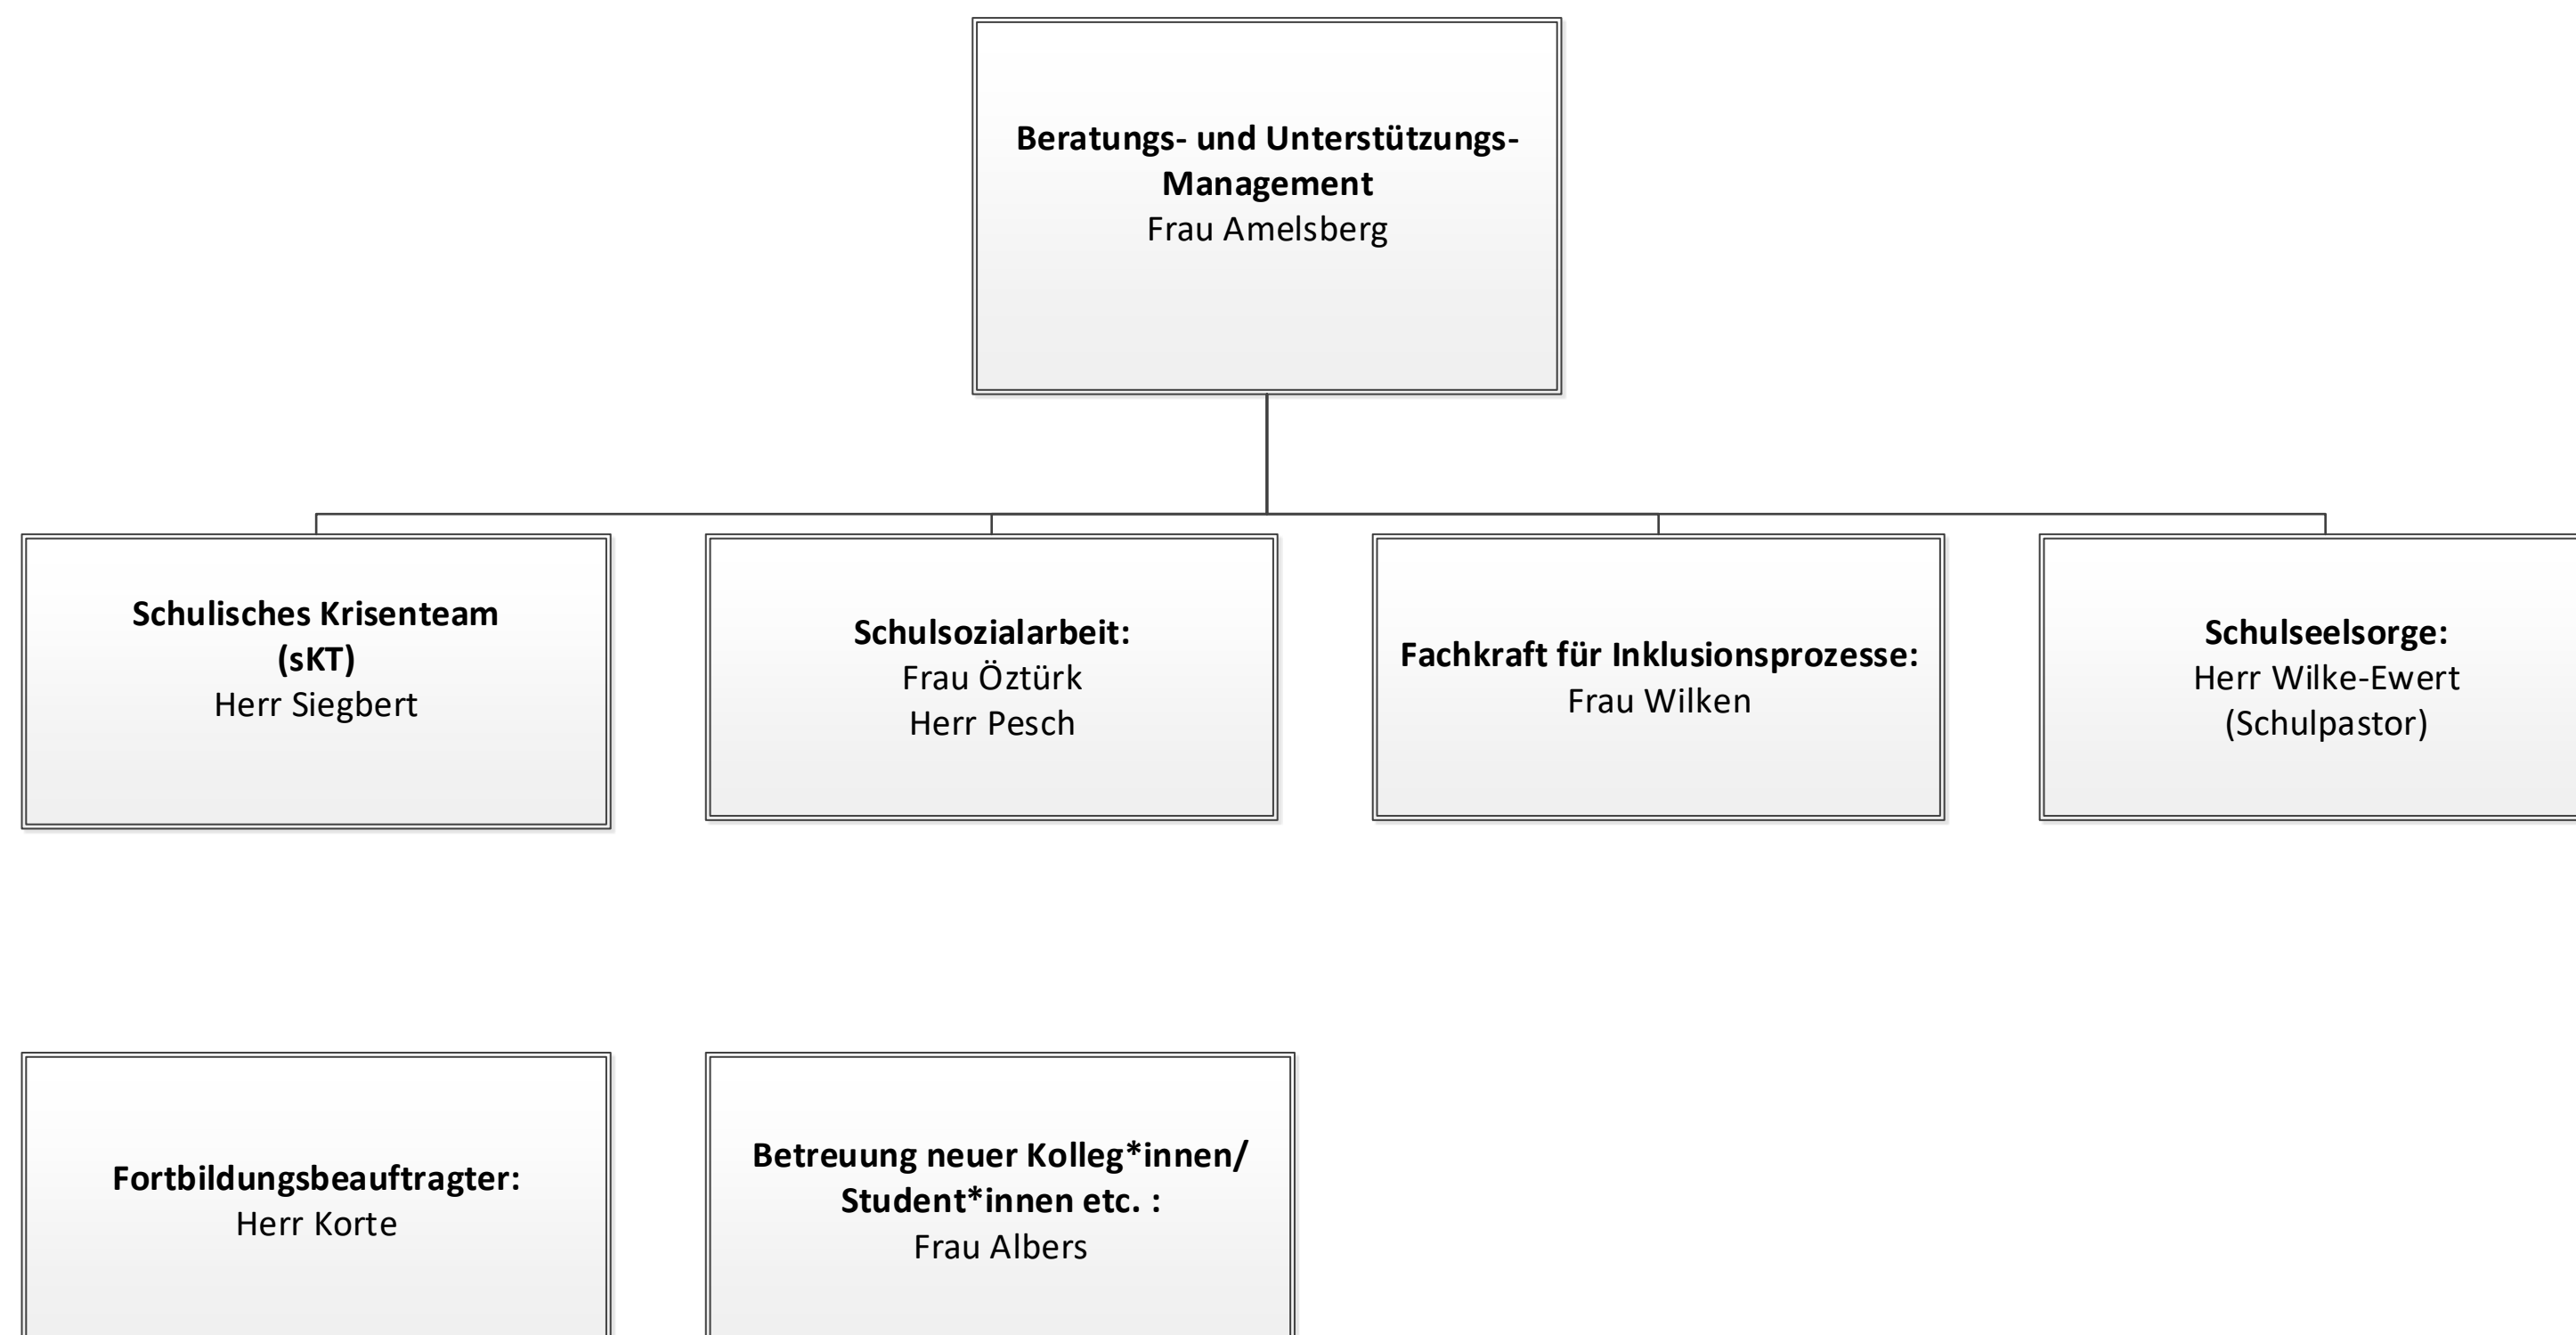 Beratungs- und Unterstützungs-
Management
Frau Amelsberg
Schulisches Krisenteam
(sKT)
Herr Siegbert
Schulsozialarbeit:
Frau Öztürk
Herr Pesch
Fachkraft für Inklusionsprozesse:
Frau Wilken
Schulseelsorge:
Herr Wilke-Ewert
(Schulpastor)
Fortbildungsbeauftragter:
Herr Korte
Betreuung neuer Kolleg*innen/
Student*innen etc. :
Frau Albers